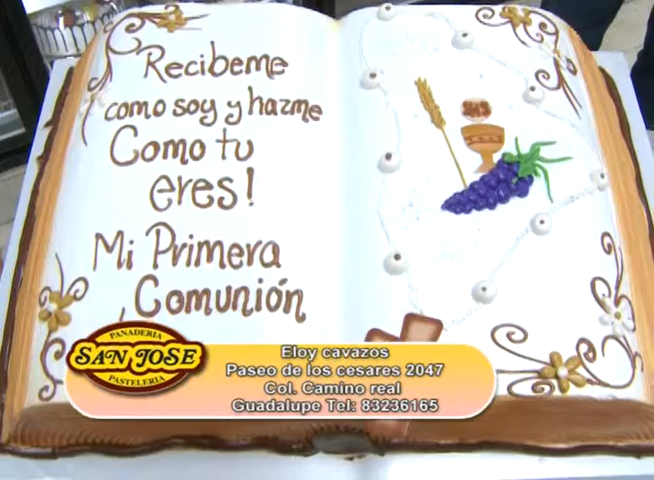 Recibeme
como soy y hazme
Como tu
eres!
Mi Primera
Comunión
PANADERIA
SAN JOSE
PASTELERIA
Eloy cavazos
Paseo de los cesares 2047
Col. Camino real
Guadalupe Tel: 83236165